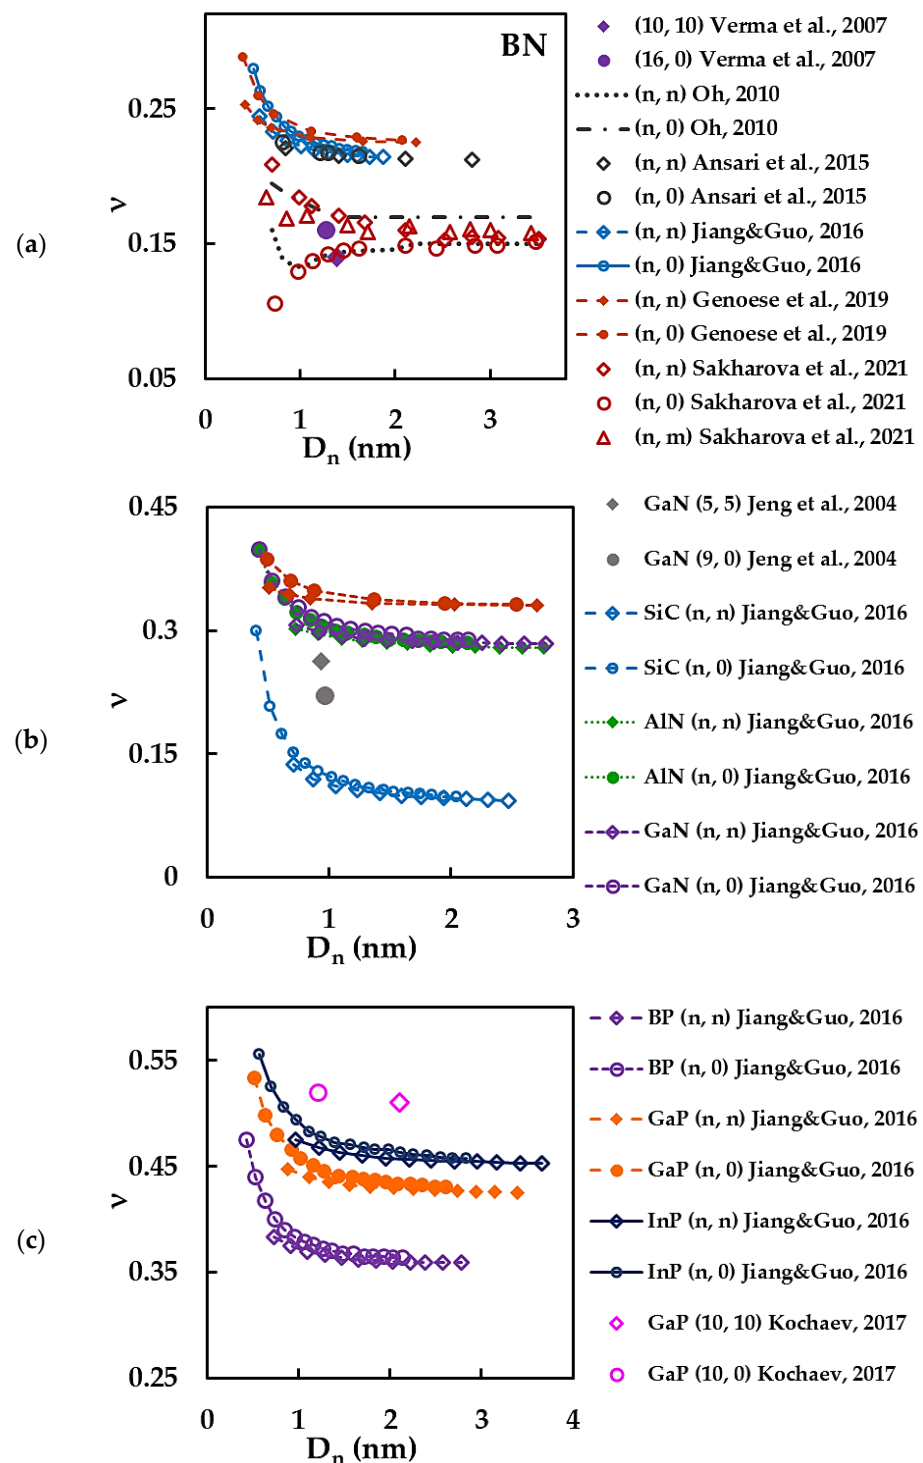 (a)
BN
ν
0.25
0.15
0.05
0 1 2 3
Dn (nm)
(10, 10) Verma et al., 2007
(16, 0) Verma et al., 2007
(n, n) Oh, 2010
(n, 0) Oh, 2010
(n, n) Ansari et al., 2015
(n, 0) Ansari et al., 2015
(n, n) Jiang&Guo, 2016
(n, 0) Jiang&Guo, 2016
(n, n) Genoese et al., 2019
(n, 0) Genoese et al., 2019
(n, n) Sakharova et al., 2021
(n, 0) Sakharova et al., 2021
(n, m) Sakharova et al., 2021
(b)
ν
0.45
0.3
0.15
0
0 1 2 3
Dn (nm)
GaN (5, 5) Jeng et al., 2004
GaN (9, 0) Jeng et al., 2004
SiC (n, n) Jiang&Guo, 2016
SiC (n, 0) Jiang&Guo, 2016
AlN (n, n) Jiang&Guo, 2016
AlN (n, 0) Jiang&Guo, 2016
GaN (n, n) Jiang&Guo, 2016
GaN (n, 0) Jiang&Guo, 2016
(c)
ν
0.55
0.45
0.35
0.25
0 1 2 3 4
Dn (nm)
BP (n, n) Jiang&Guo, 2016
BP (n, 0) Jiang&Guo, 2016
GaP (n, n) Jiang&Guo, 2016
GaP (n, 0) Jiang&Guo, 2016
InP (n, n) Jiang&Guo, 2016
InP (n, 0) Jiang&Guo, 2016
GaP (10, 10) Kochaev, 2017
GaP (10, 0) Kochaev, 2017